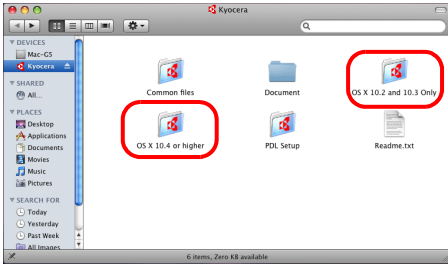 Kyocera
DEVICES
Mac-G5
Kyocera
SHARED
All...
PLACES
Desktop
Applications
Documents
Movies
Music
Pictures
SEARCH FOR
Today
Yesterday
Past Week
All Images
Common files
Document
OS X 10.2 and 10.3 Only
OS X 10.4 or higher
PDL Setup
Readme.txt
6 items, Zero KB available